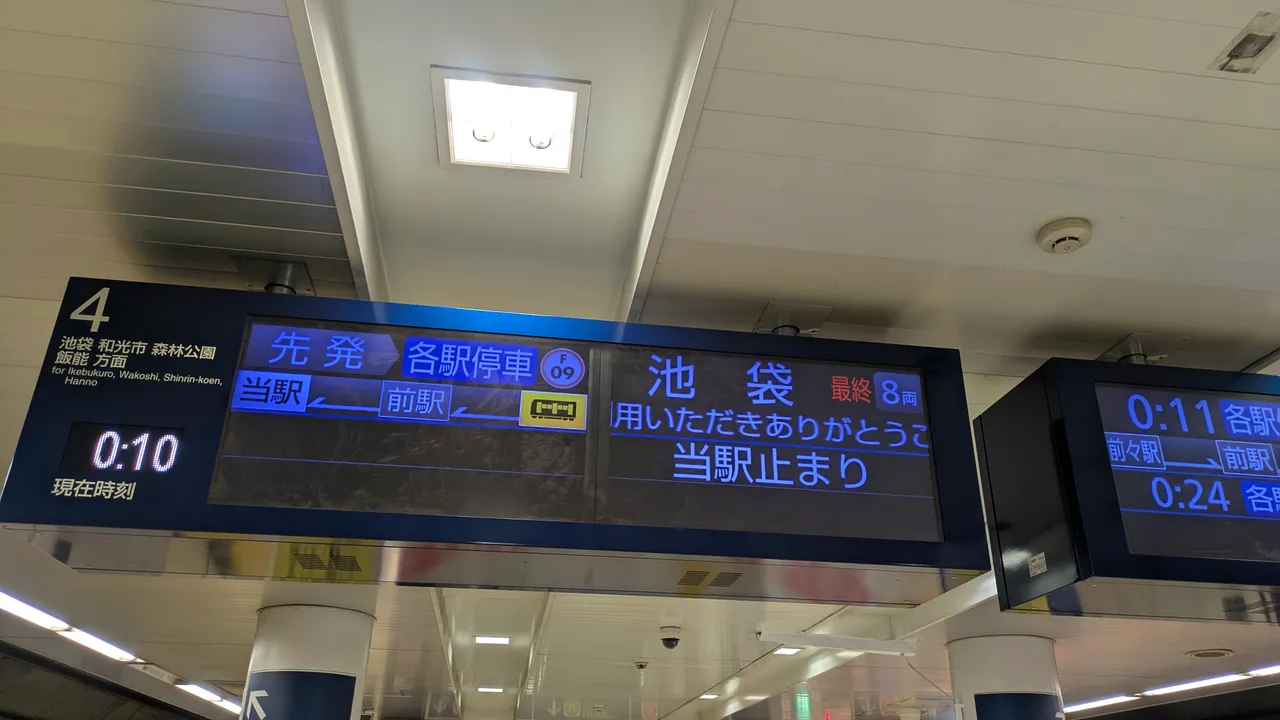 4
池袋 和光市 森林公園
飯能 方面
for Ikebukuro, Wakoshi, Shinrin-koen,
Hanno
0:10
現在時刻
先発 各駅停車 F 09
当駅 前駅
池袋 最終 8両
用いただきありがとうご
当駅止まり
0:11 各駅
前々駅 前駅
0:24 各